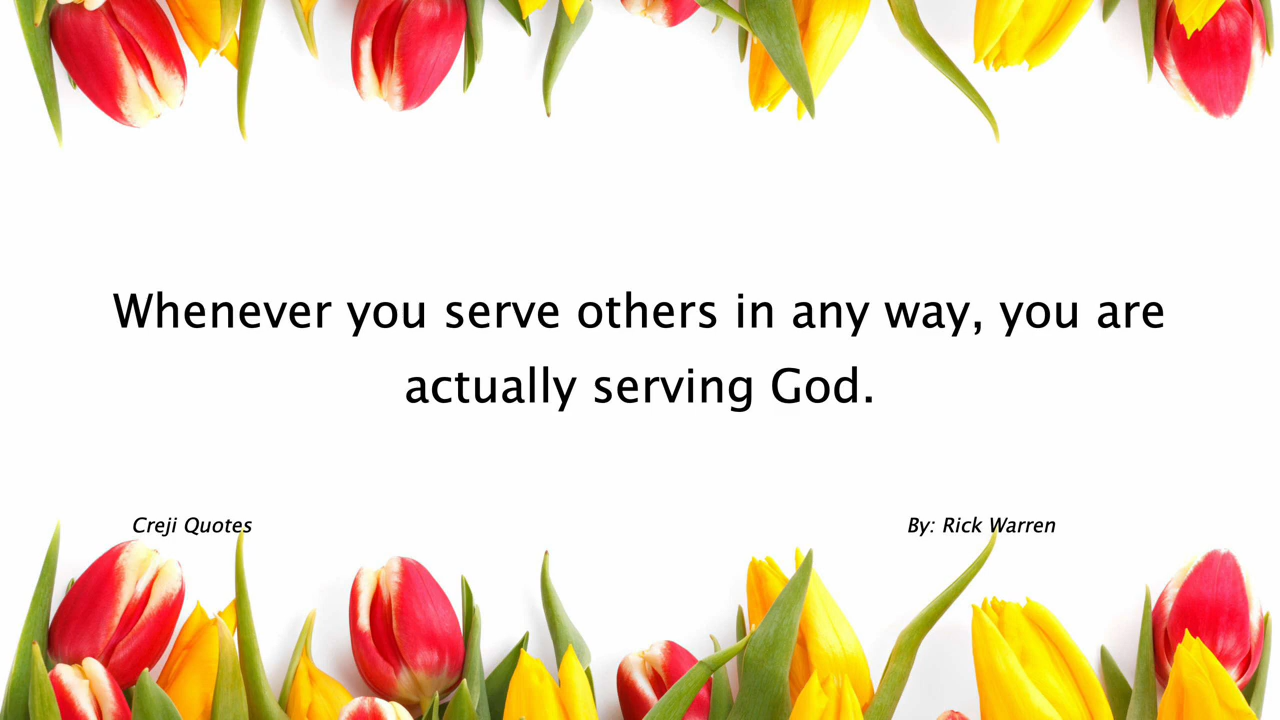 Whenever you serve others in any way, you are
actually serving God.
Creji Quotes
By: Rick Warren